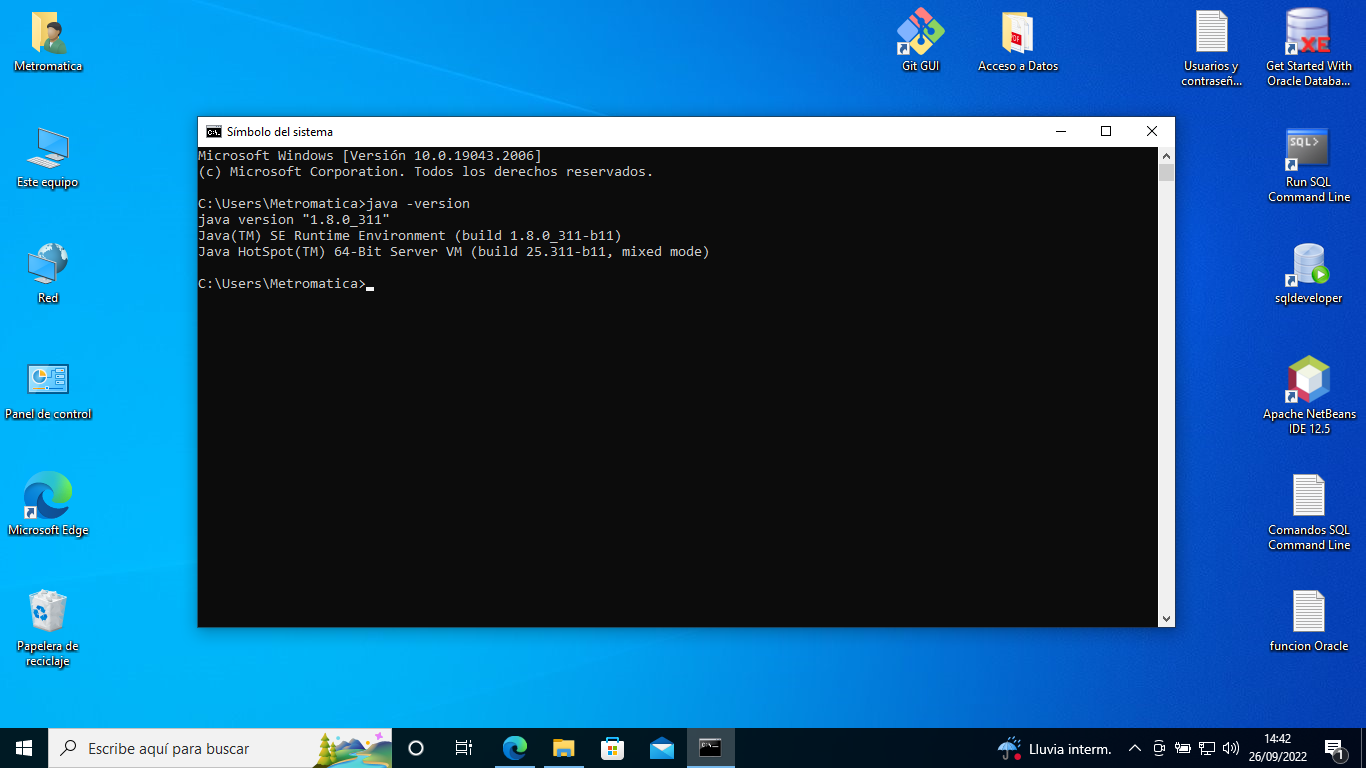 Metromatica
Este equipo
Red
Panel de control
Microsoft Edge
Papelera de
reciclaje
Git GUI
PDF
Acceso a Datos
Usuarios y
contraseñ...
XE
Get Started With
Oracle Databa...
SQL>
Run SQL
Command Line
sqldeveloper
Apache NetBeans
IDE 12.5
Comandos SQL
Command Line
funcion Oracle
C:\.
Símbolo del sistema
Microsoft Windows [Versión 10.0.19043.2006]
(c) Microsoft Corporation. Todos los derechos reservados.
C:\Users\Metromatica>java -version
java version "1.8.0_311"
Java(TM) SE Runtime Environment (build 1.8.0_311-b11)
Java HotSpot(TM) 64-Bit Server VM (build 25.311-b11, mixed mode)
C:\Users\Metromatica>
Escribe aquí para buscar
Lluvia interm.
14:42
26/09/2022
1